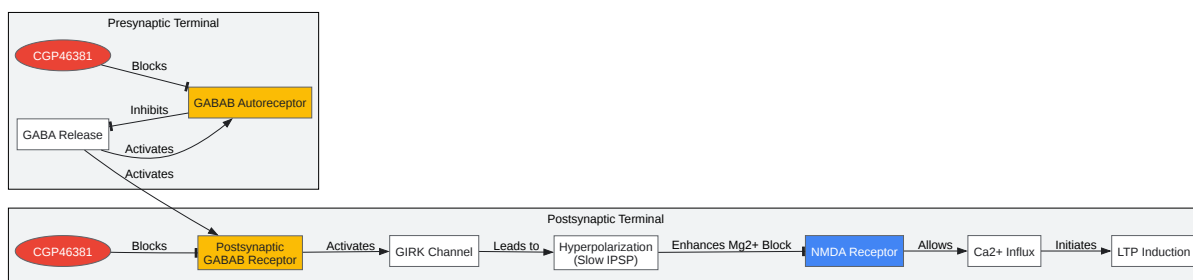 Presynaptic Terminal
CGP46381
Blocks
GABAB Autoreceptor
Inhibits
GABA Release
Activates
Activates
Postsynaptic Terminal
CGP46381
Blocks
Postsynaptic
GABAB Receptor
Activates
GIRK Channel
Leads to
Hyperpolarization
(Slow IPSP)
Enhances Mg2+ Block
NMDA Receptor
Allows
Ca2+ Influx
Initiates
LTP Induction